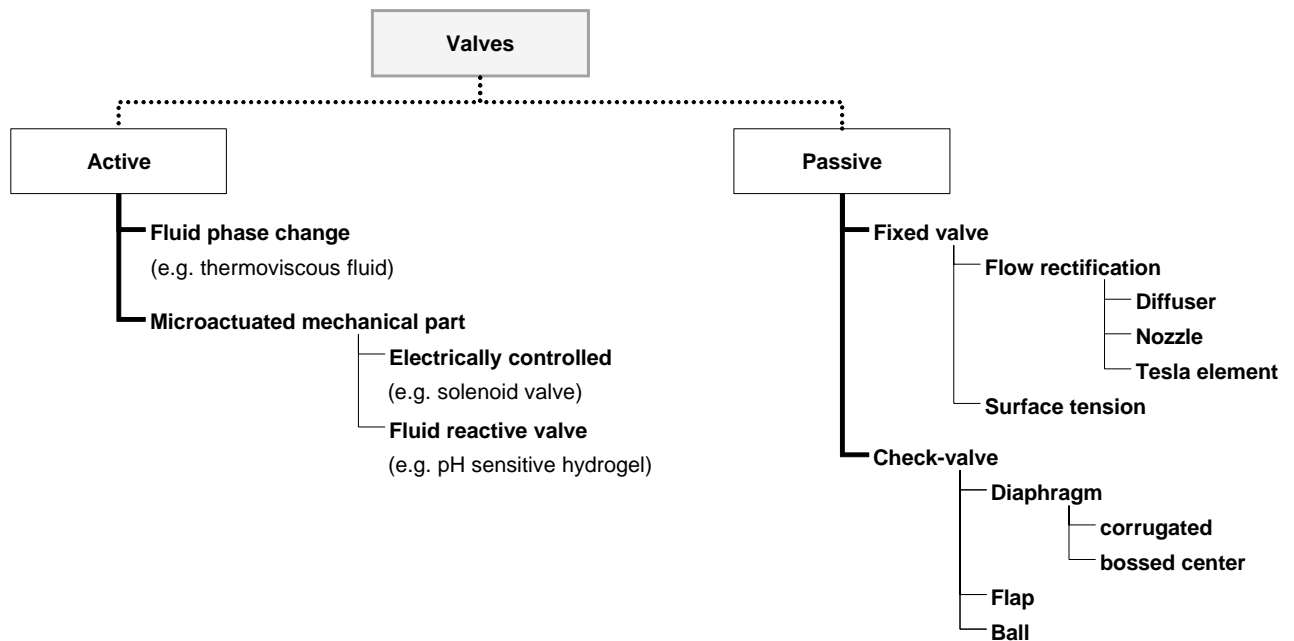 Valves
Active
Fluid phase change
(e.g. thermoviscous fluid)
Microactuated mechanical part
Electrically controlled
(e.g. solenoid valve)
Fluid reactive valve
(e.g. pH sensitive hydrogel)
Passive
Fixed valve
Flow rectification
Diffuser
Nozzle
Tesla element
Surface tension
Check-valve
Diaphragm
corrugated
bossed center
Flap
Ball